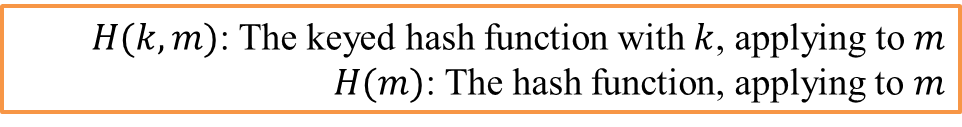 H(k, m): The keyed hash function with k, applying to m
H(m): The hash function, applying to m